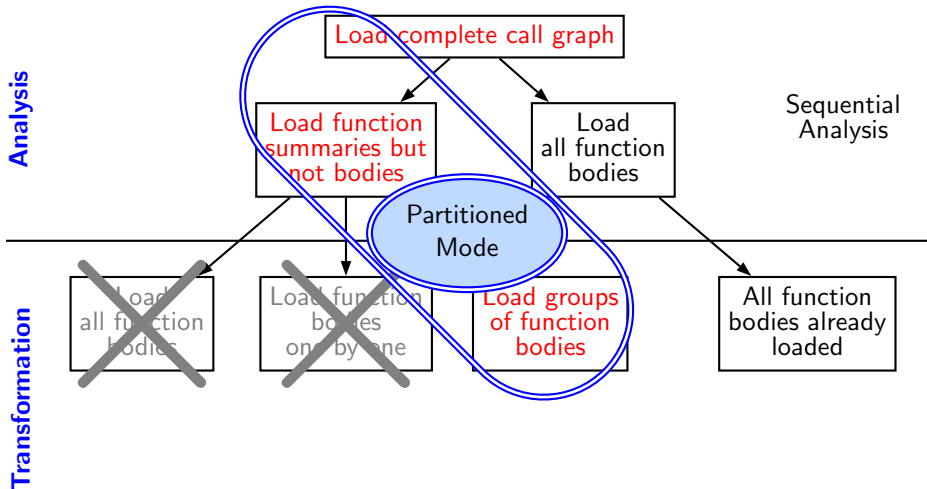 Load complete call graph
Analysis
Load function
summaries but
not bodies
Load
all function
bodies
Sequential
Analysis
Partitioned
Mode
Transformation
Load
all function
bodies
Load function
bodies
one by one
Load groups
of function
bodies
All function
bodies already
loaded